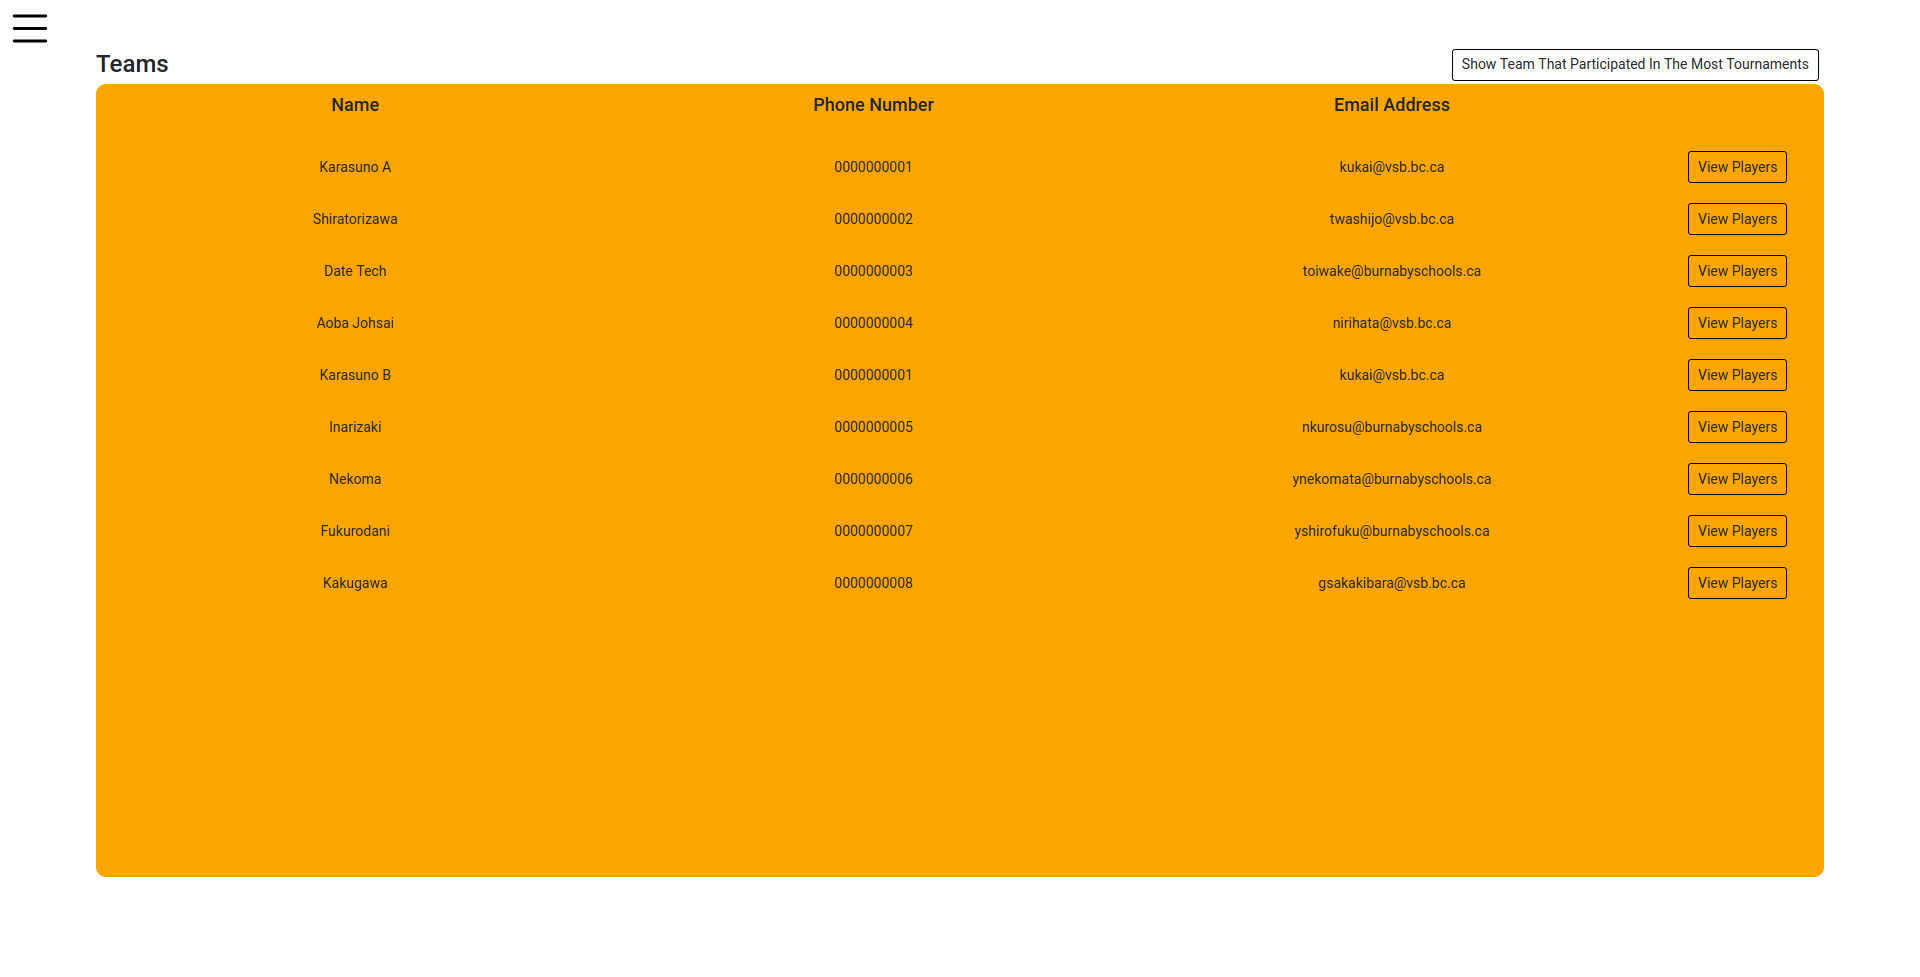 Teams
Show Team That Participated In The Most Tournaments
Name Phone Number Email Address
Karasuno A 0000000001 kukai@vsb.bc.ca View Players
Shiratorizawa 0000000002 twashijo@vsb.bc.ca View Players
Date Tech 0000000003 toiwake@burnabyschools.ca View Players
Aoba Johsai 0000000004 nirihata@vsb.bc.ca View Players
Karasuno B 0000000001 kukai@vsb.bc.ca View Players
Inarizaki 0000000005 nkurosu@burnabyschools.ca View Players
Nekoma 0000000006 ynekomata@burnabyschools.ca View Players
Fukurodani 0000000007 yshirofuku@burnabyschools.ca View Players
Kakugawa 0000000008 gsakakibara@vsb.bc.ca View Players